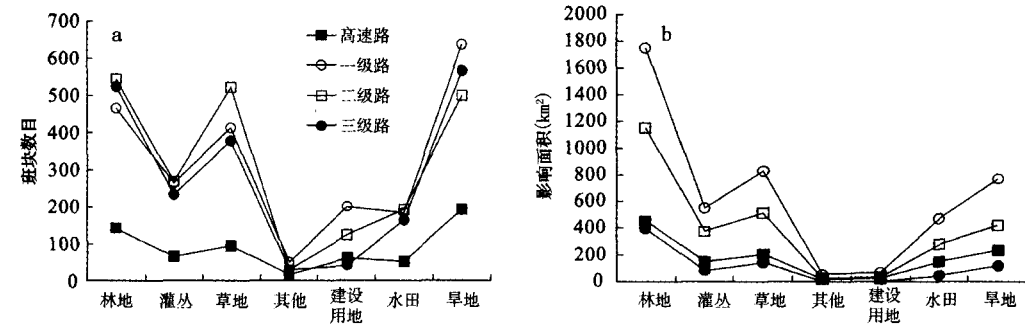 a
700
600
500
400
300
200
100
0
班块数目
高速路
一级路
二级路
三级路
林地 灌丛 草地 其他 建设 水田 旱地
用地
b
2000
1800
1600
1400
1200
1000
800
600
400
200
0
影响面积(km²)
林地 灌丛 草地 其他 建设 水田 旱地
用地